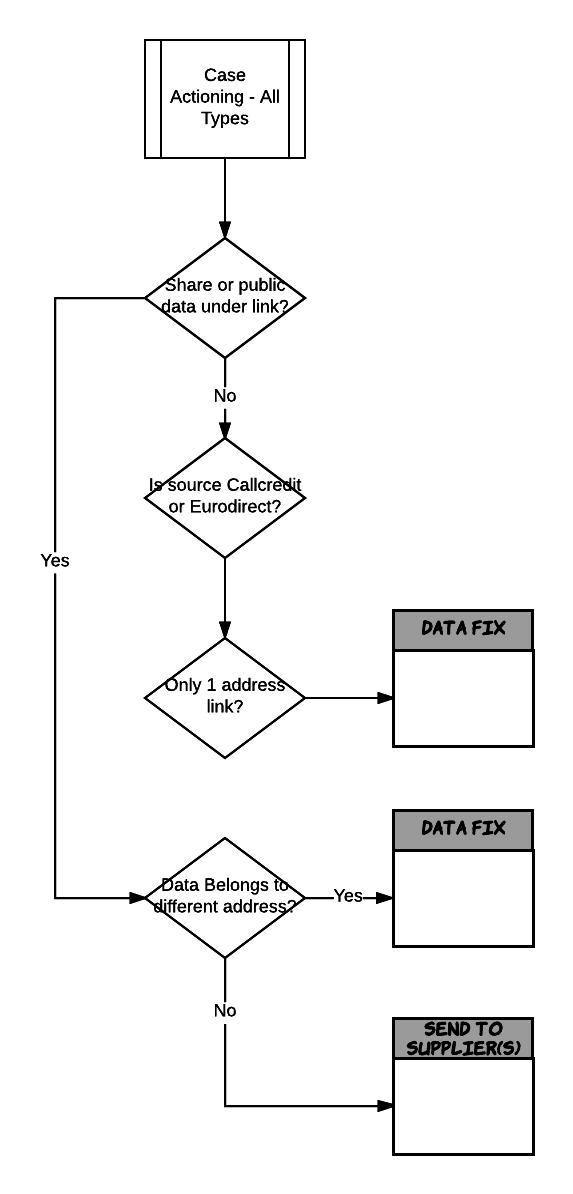 Case
Actioning - All
Types
Share or public
data under link?
No
Is source Callcredit
or Eurodirect?
Yes
Only 1 address
link?
DATA FIX
Data Belongs to
different address?
Yes
DATA FIX
No
SEND TO
SUPPLIER(S)